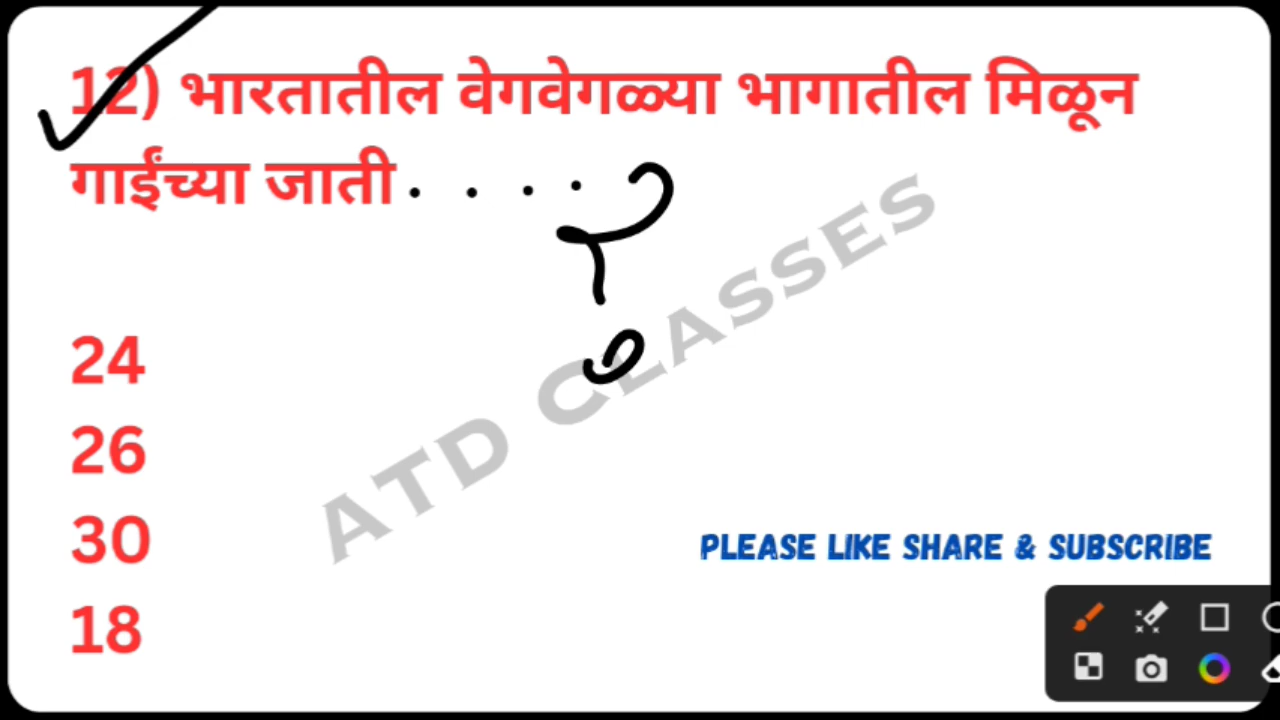 12) भारतातील वेगवेगळ्या भागातील मिळून
गाईंच्या जाती . . . . ?
24
26
30
18
ATD CLASSES
PLEASE LIKE SHARE & SUBSCRIBE